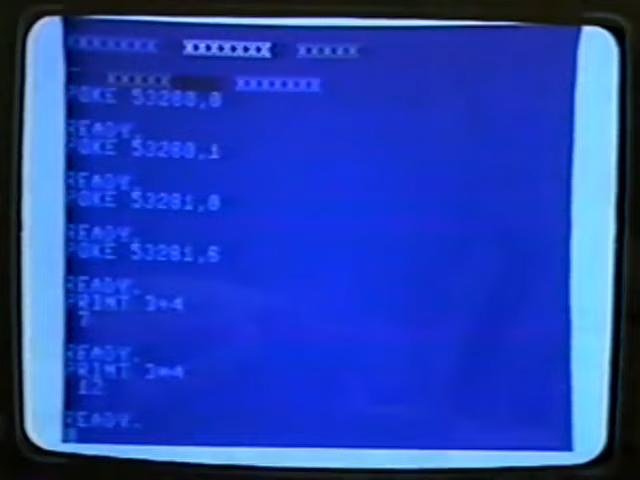 POKE 53280,0
READY.
POKE 53280,1
READY.
POKE 53281,0
READY.
POKE 53281,6
READY.
PRINT 3+4
7
READY.
PRINT 3*4
12
READY.